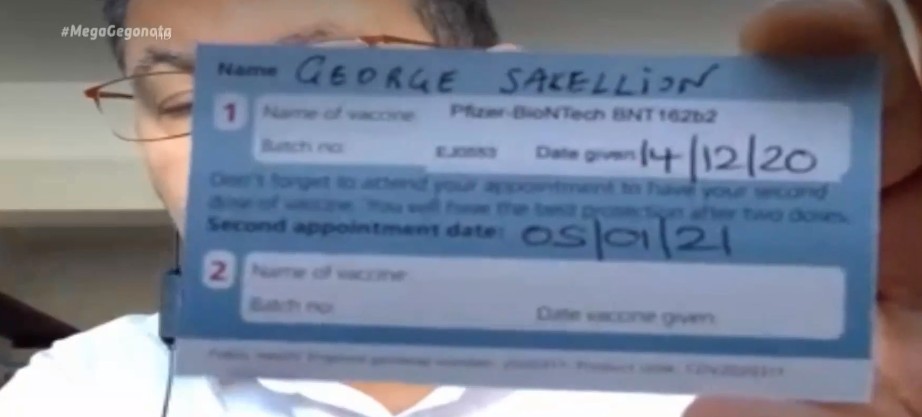 #MegaGegonota
Name GEORGE SAKELLION
1 Name of vaccine: Pfizer-BioNTech BNT162b2
Batch no: EJ0553 Date given 14/12/20
Don't forget to attend your appointment to have your second
dose of vaccine. You will have the best protection after two doses.
Second appointment date: 05/01/21
2 Name of vaccine:
Batch no: Date vaccine given: